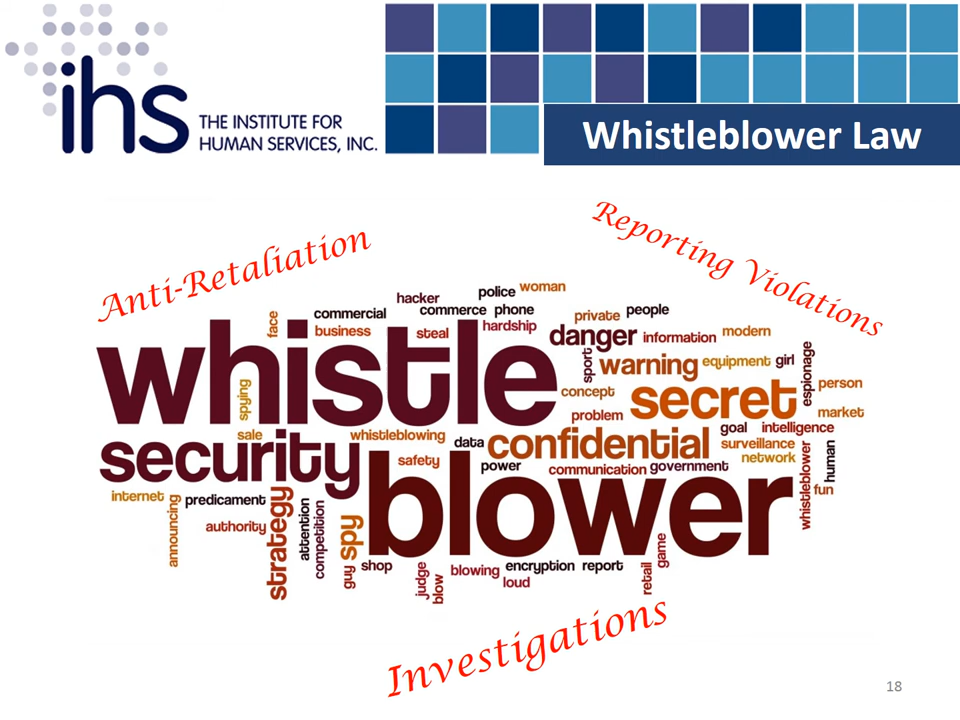 ihs
THE INSTITUTE FOR
HUMAN SERVICES, INC.
Whistleblower Law
Anti-Retaliation
Reporting Violations
whistle
blower
security
confidential
secret
danger
warning
face
commercial
business
hacker
commerce
police
woman
phone
hardship
steal
private
people
information
modern
sport
equipment
girl
espionage
person
concept
problem
market
goal
intelligence
surveillance
network
human
whistleblower
fun
spying
sale
whistleblowing
data
safety
power
communication
government
internet
predicament
announcing
authority
strategy
attention
competition
guy
spy
shop
judge
blow
blowing
loud
encryption
report
retail
game
Investigations
18